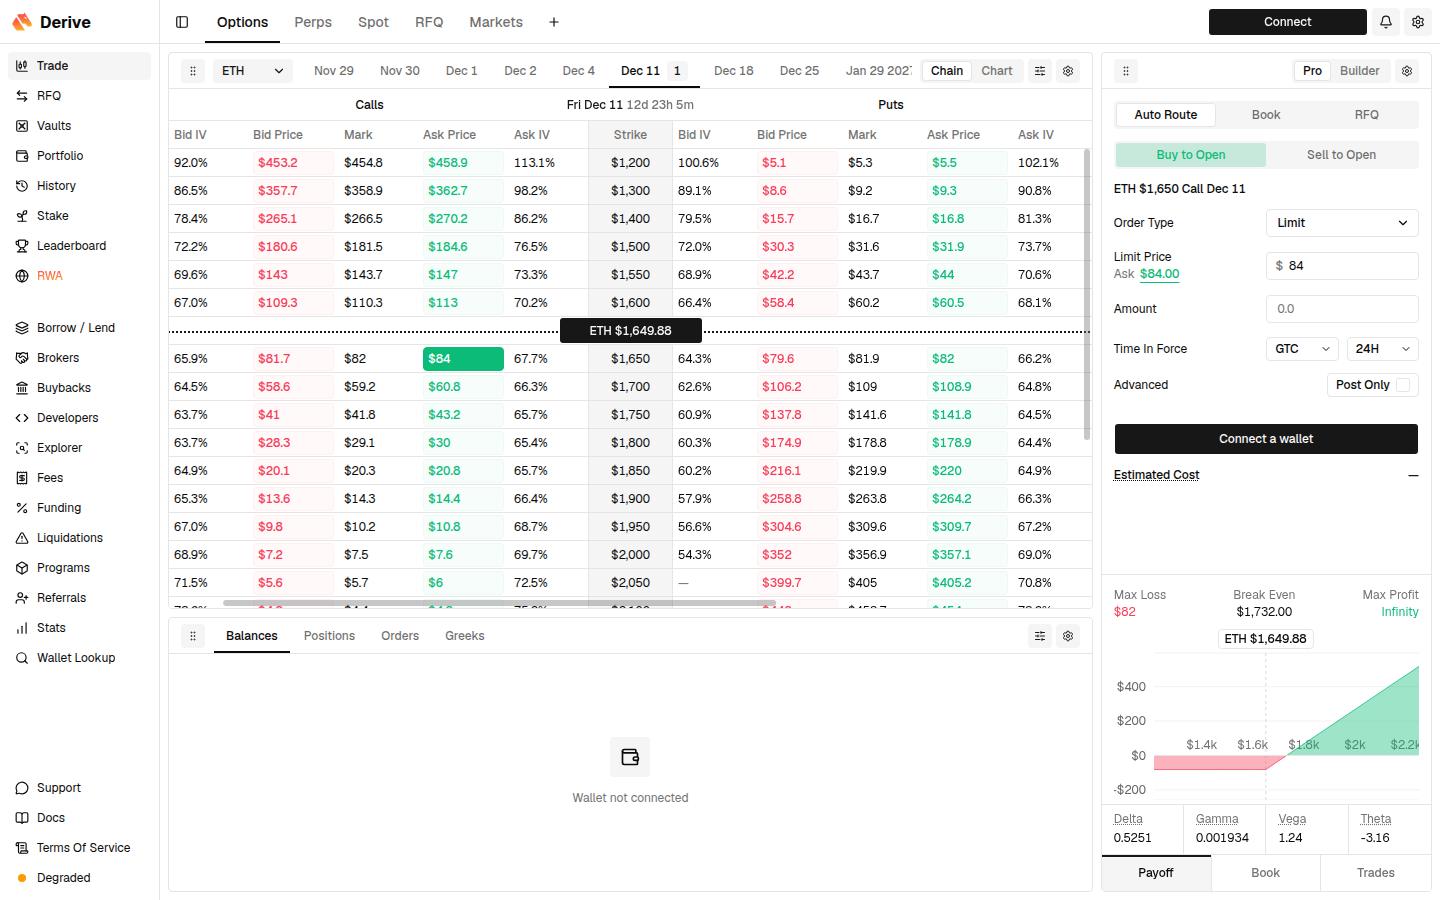 Derive
Options Perps Spot RFQ Markets +
Connect
Trade
RFQ
Vaults
Portfolio
History
Stake
Leaderboard
RWA
Borrow / Lend
Brokers
Buybacks
Developers
Explorer
Fees
Funding
Liquidations
Programs
Referrals
Stats
Wallet Lookup
Support
Docs
Terms Of Service
Degraded
ETH Nov 29 Nov 30 Dec 1 Dec 2 Dec 4 Dec 11 1 Dec 18 Dec 25 Jan 29 2027 Chain Chart
Calls Fri Dec 11 12d 23h 5m Puts
Bid IV Bid Price Mark Ask Price Ask IV Strike Bid IV Bid Price Mark Ask Price Ask IV
92.0% $453.2 $454.8 $458.9 113.1% $1,200 100.6% $5.1 $5.3 $5.5 102.1%
86.5% $357.7 $358.9 $362.7 98.2% $1,300 89.1% $8.6 $9.2 $9.3 90.8%
78.4% $265.1 $266.5 $270.2 86.2% $1,400 79.5% $15.7 $16.7 $16.8 81.3%
72.2% $180.6 $181.5 $184.6 76.5% $1,500 72.0% $30.3 $31.6 $31.9 73.7%
69.6% $143 $143.7 $147 73.3% $1,550 68.9% $42.2 $43.7 $44 70.6%
67.0% $109.3 $110.3 $113 70.2% $1,600 66.4% $58.4 $60.2 $60.5 68.1%
ETH $1,649.88
65.9% $81.7 $82 $84 67.7% $1,650 64.3% $79.6 $81.9 $82 66.2%
64.5% $58.6 $59.2 $60.8 66.3% $1,700 62.6% $106.2 $109 $108.9 64.8%
63.7% $41 $41.8 $43.2 65.7% $1,750 60.9% $137.8 $141.6 $141.8 64.5%
63.7% $28.3 $29.1 $30 65.4% $1,800 60.3% $174.9 $178.8 $178.9 64.4%
64.9% $20.1 $20.3 $20.8 65.7% $1,850 60.2% $216.1 $219.9 $220 64.9%
65.3% $13.6 $14.3 $14.4 66.4% $1,900 57.9% $258.8 $263.8 $264.2 66.3%
67.0% $9.8 $10.2 $10.8 68.7% $1,950 56.6% $304.6 $309.6 $309.7 67.2%
68.9% $7.2 $7.5 $7.6 69.7% $2,000 54.3% $352 $356.9 $357.1 69.0%
71.5% $5.6 $5.7 $6 72.5% $2,050 — $399.7 $405 $405.2 70.8%
Balances Positions Orders Greeks
Wallet not connected
Pro Builder
Auto Route Book RFQ
Buy to Open Sell to Open
ETH $1,650 Call Dec 11
Order Type Limit
Limit Price
Ask $84.00
$ 84
Amount 0.0
Time In Force GTC 24H
Advanced Post Only
Connect a wallet
Estimated Cost —
Max Loss Break Even Max Profit
$82 $1,732.00 Infinity
ETH $1,649.88
$400
$200
$1.4k $1.6k $1.8k $2k $2.2k
$0
-$200
Delta Gamma Vega Theta
0.5251 0.001934 1.24 -3.16
Payoff Book Trades